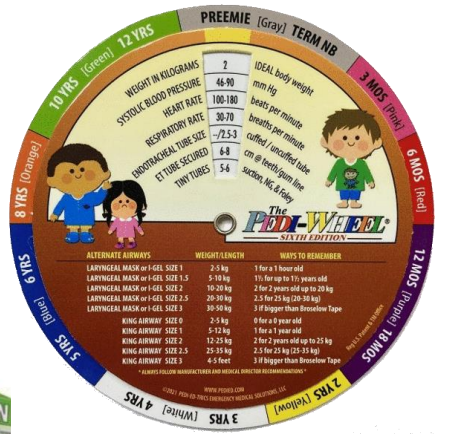 PREEMIE [Gray] TERM NB
3 MOS [Pink]
6 MOS [Red]
12 MOS [Purple] 18 MOS
2 YRS [Yellow]
3 YRS [White] 4 YRS
5 YRS [Blue] 6 YRS
8 YRS [Orange]
10 YRS [Green] 12 YRS
WEIGHT IN KILOGRAMS 2 IDEAL body weight
SYSTOLIC BLOOD PRESSURE 46-90 mm Hg
HEART RATE 100-180 beats per minute
RESPIRATORY RATE 30-70 breaths per minute
ENDOTRACHEAL TUBE SIZE --/2.5-3 cuffed / uncuffed tube
ET TUBE SECURED 6-8 cm @ teeth/gum line
TINY TUBES 5-6 suction, NG, & Foley
The
PEDI-WHEEL®
SIXTH EDITION
ALTERNATE AIRWAYS WEIGHT/LENGTH WAYS TO REMEMBER
LARYNGEAL MASK or I-GEL SIZE 1 2-5 kg 1 for a 1 hour old
LARYNGEAL MASK or I-GEL SIZE 1.5 5-10 kg 1½ for up to 1½ years old
LARYNGEAL MASK or I-GEL SIZE 2 10-20 kg 2 for 2 years old up to 20 kg
LARYNGEAL MASK or I-GEL SIZE 2.5 20-30 kg 2.5 for 25 kg (20-30 kg)
LARYNGEAL MASK or I-GEL SIZE 3 30-50 kg 3 if bigger than Broselow Tape
KING AIRWAY SIZE 0 2-5 kg 0 for a 0 year old
KING AIRWAY SIZE 1 5-12 kg 1 for a 1 year old
KING AIRWAY SIZE 2 12-25 kg 2 for 2 years old up to 25 kg
KING AIRWAY SIZE 2.5 25-35 kg 2.5 for 25 kg (25-35 kg)
KING AIRWAY SIZE 3 4-5 feet 3 if bigger than Broselow Tape
* ALWAYS FOLLOW MANUFACTURER AND MEDICAL DIRECTOR RECOMMENDATIONS *
WWW.PEDIED.COM
©2021 PEDI-ED-TRICS EMERGENCY MEDICAL SOLUTIONS, LLC
N